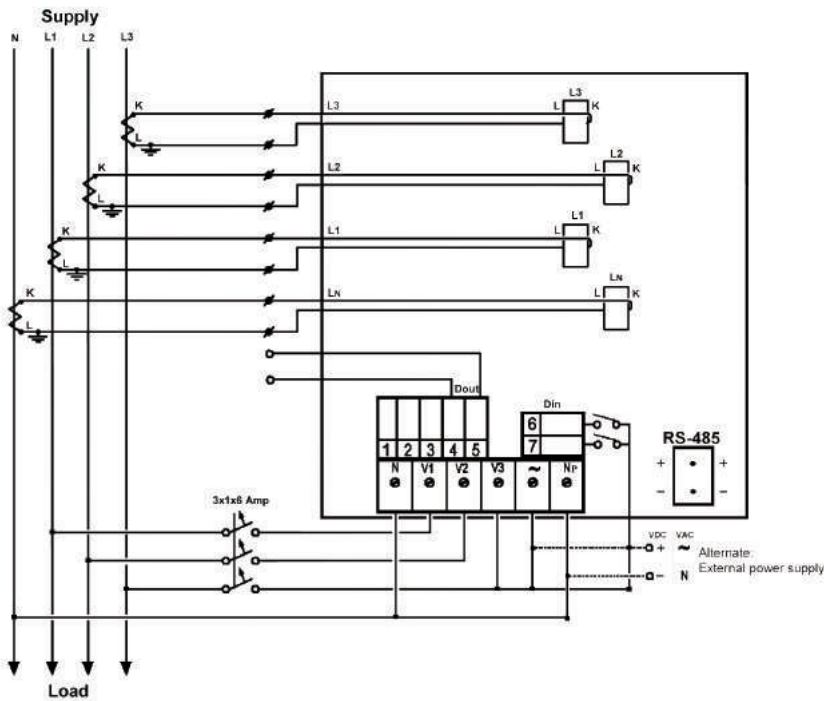 Supply
N L1 L2 L3
K L3 L3 L K
L
K L2 L2 L K
L
K L1 L1 L K
L
K LN LN L K
L
Dout
Din
1 2 3 4 5
6
7
RS-485
+ +
- -
N V1 V2 V3 ~ NP
3x1x6 Amp
VDC VAC
+ ~ Alternate:
External power supply
- N
Load